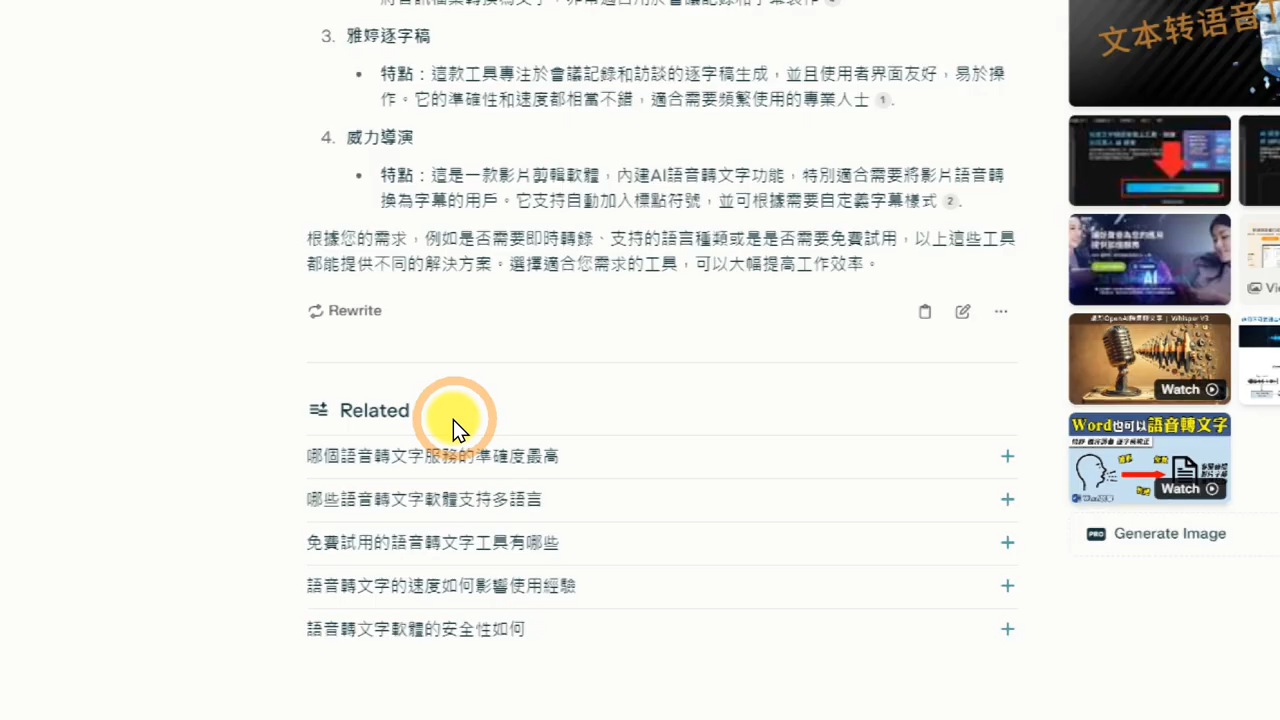 3. 雅婷逐字稿
• 特點：這款工具專注於會議記錄和訪談的逐字稿生成，並且使用者界面友好，易於操
作。它的準確性和速度都相當不錯，適合需要頻繁使用的專業人士 1.
4. 威力導演
• 特點：這是一款影片剪輯軟體，內建AI語音轉文字功能，特別適合需要將影片語音轉
換為字幕的用戶。它支持自動加入標點符號，並可根據需要自定義字幕樣式 2.
根據您的需求，例如是否需要即時轉錄、支持的語言種類或是是否需要免費試用，以上這些工具
都能提供不同的解決方案。選擇適合您需求的工具，可以大幅提高工作效率。
Rewrite
Related
哪個語音轉文字服務的準確度最高
哪些語音轉文字軟體支持多語言
免費試用的語音轉文字工具有哪些
語音轉文字的速度如何影響使用經驗
語音轉文字軟體的安全性如何
文本转语音
Watch
Word也可以語音轉文字
Watch
PRO Generate Image